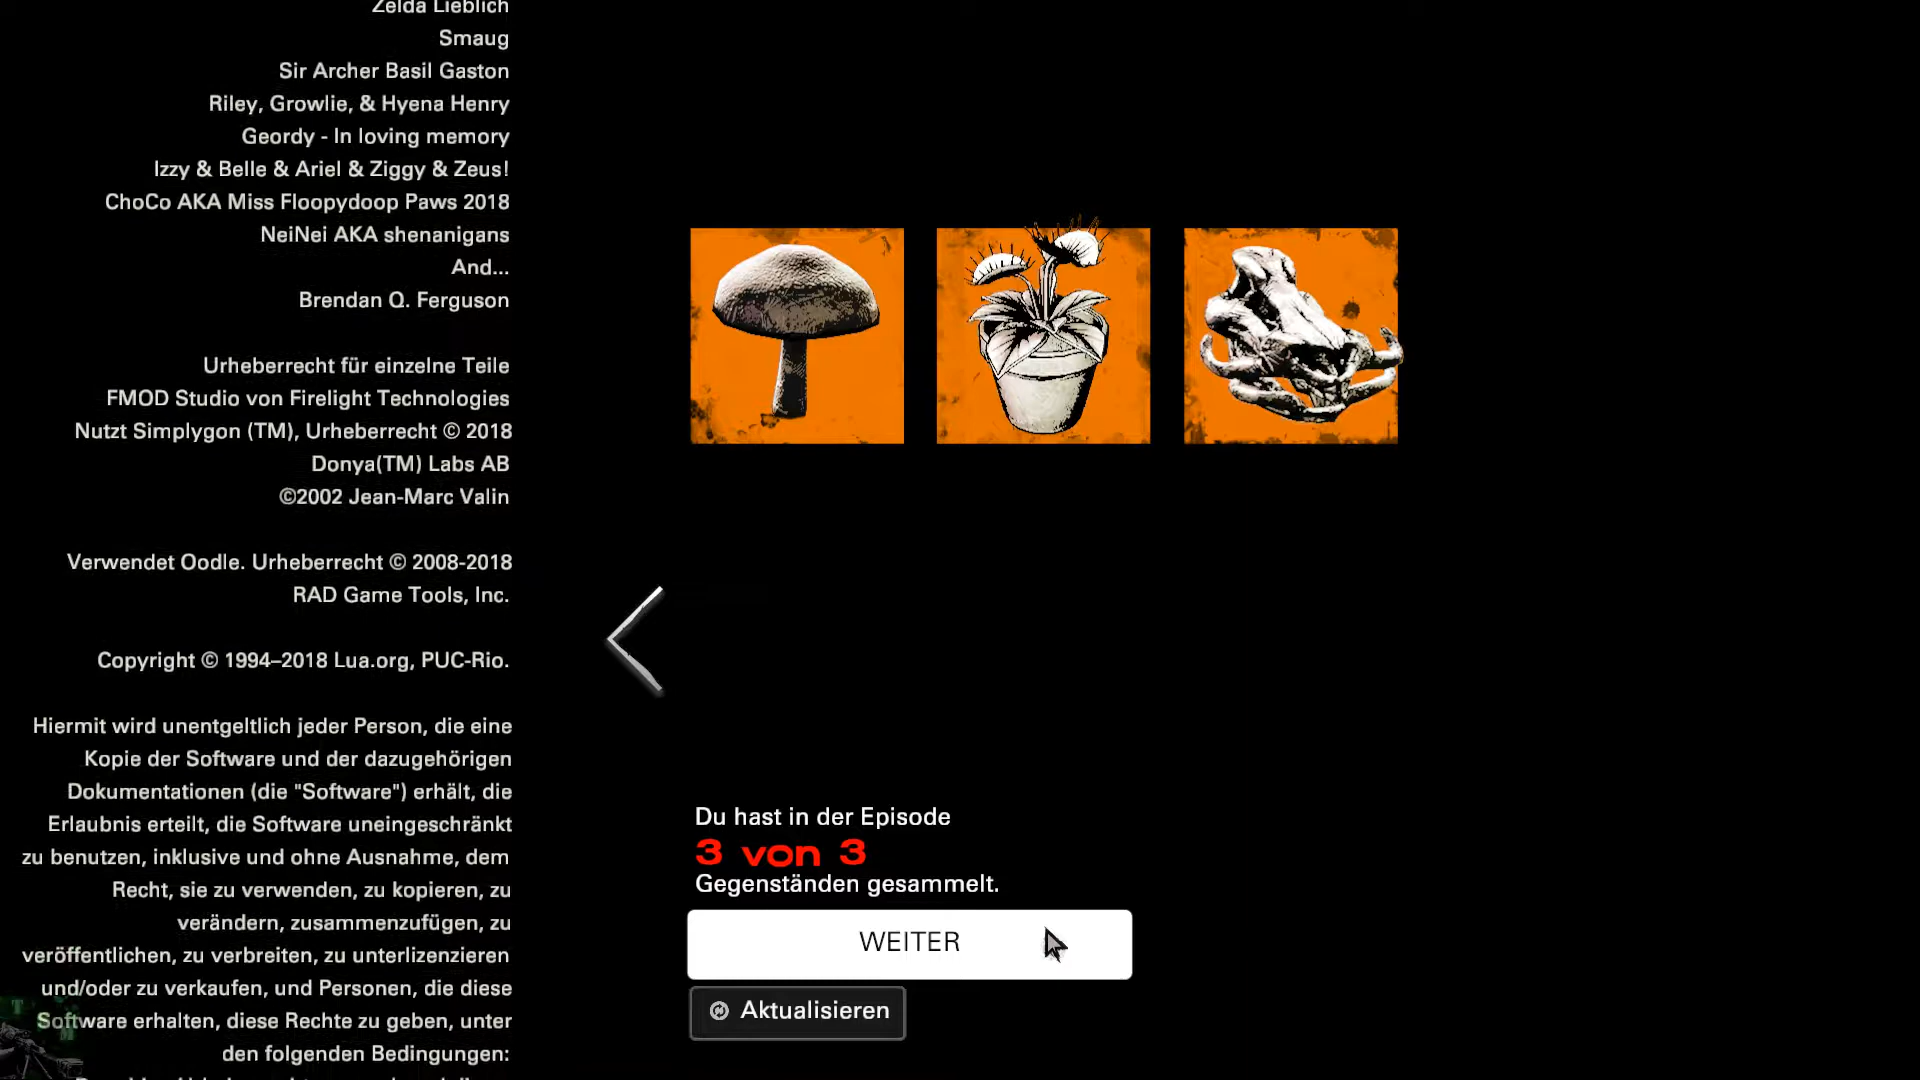 Zelda Lieblich
Smaug
Sir Archer Basil Gaston
Riley, Growlie, & Hyena Henry
Geordy - In loving memory
Izzy & Belle & Ariel & Ziggy & Zeus!
ChoCo AKA Miss Floopydoop Paws 2018
NeiNei AKA shenanigans
And...
Brendan Q. Ferguson
Urheberrecht für einzelne Teile
FMOD Studio von Firelight Technologies
Nutzt Simplygon (TM), Urheberrecht © 2018
Donya(TM) Labs AB
©2002 Jean-Marc Valin
Verwendet Oodle. Urheberrecht © 2008-2018
RAD Game Tools, Inc.
Copyright © 1994–2018 Lua.org, PUC-Rio.
Hiermit wird unentgeltlich jeder Person, die eine
Kopie der Software und der dazugehörigen
Dokumentationen (die "Software") erhält, die
Erlaubnis erteilt, die Software uneingeschränkt
zu benutzen, inklusive und ohne Ausnahme, dem
Recht, sie zu verwenden, zu kopieren, zu
verändern, zusammenzufügen, zu
veröffentlichen, zu verbreiten, zu unterlizenzieren
und/oder zu verkaufen, und Personen, die diese
Software erhalten, diese Rechte zu geben, unter
den folgenden Bedingungen:
Du hast in der Episode
3 von 3
Gegenständen gesammelt.
WEITER
Aktualisieren